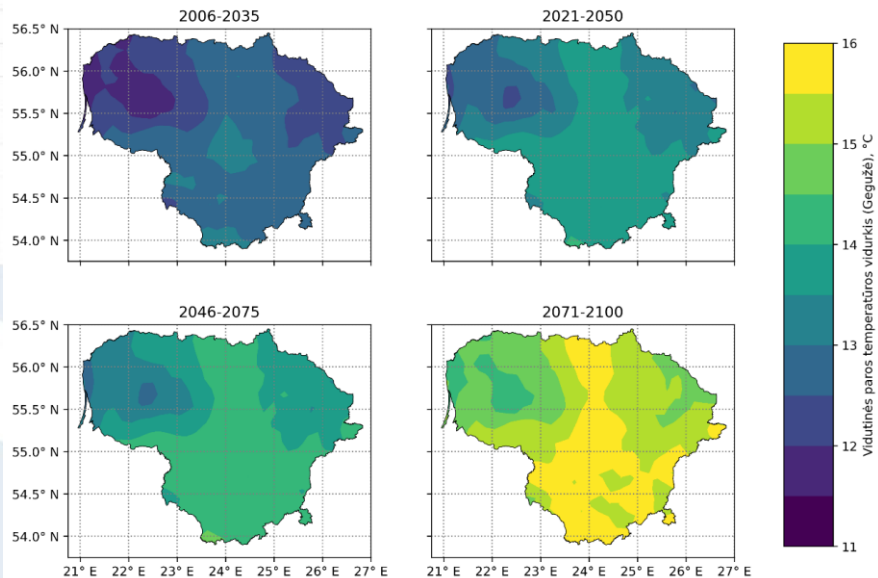 2006-2035
2021-2050
56.5° N
56.0° N
55.5° N
55.0° N
54.5° N
54.0° N
2046-2075
2071-2100
56.5° N
56.0° N
55.5° N
55.0° N
54.5° N
54.0° N
21° E 22° E 23° E 24° E 25° E 26° E 27° E
21° E 22° E 23° E 24° E 25° E 26° E 27° E
16
15
14
13
12
11
Vidutinės paros temperatūros vidurkis (Gegužė), °C